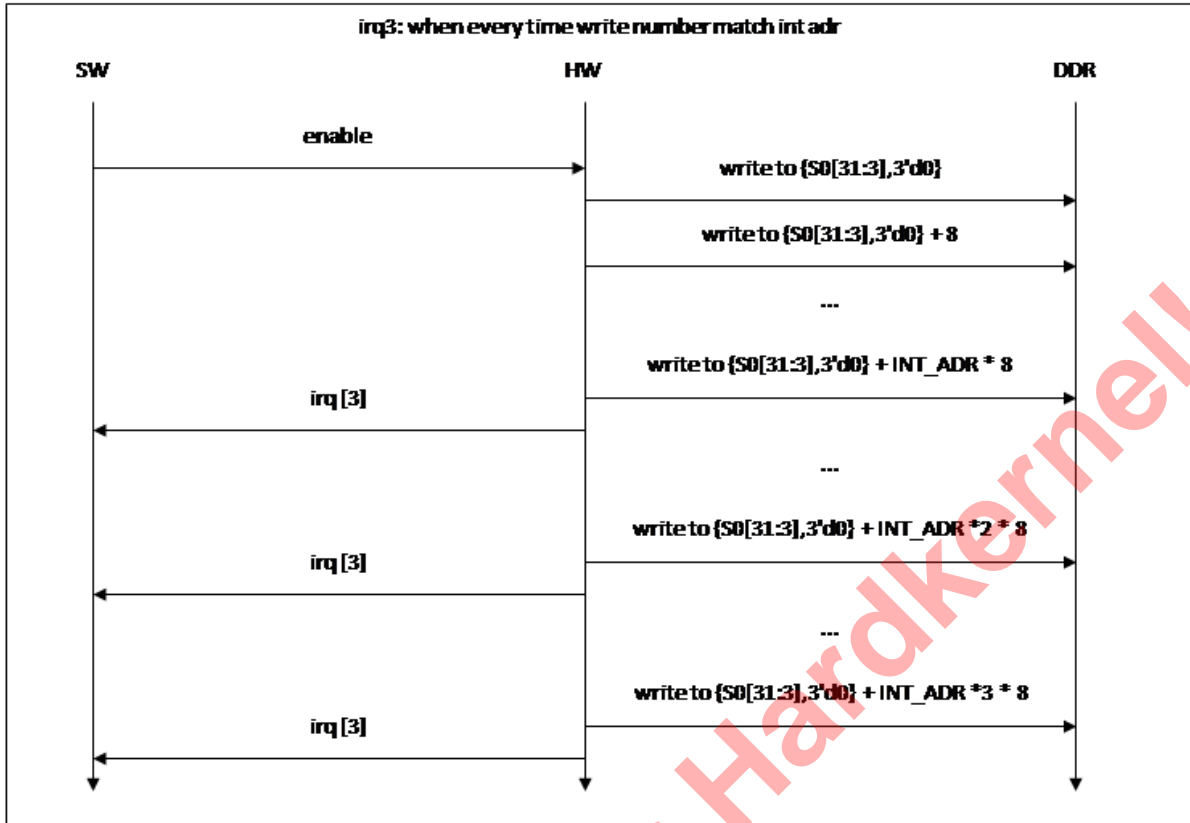 irq3: when every time write number match int adr
SW HW DDR
enable
write to {S0[31:3],3'd0}
write to {S0[31:3],3'd0} + 8
...
write to {S0[31:3],3'd0} + INT_ADR * 8
irq [3]
...
write to {S0[31:3],3'd0} + INT_ADR *2 * 8
irq [3]
...
write to {S0[31:3],3'd0} + INT_ADR *3 * 8
irq [3]
Hardkernel